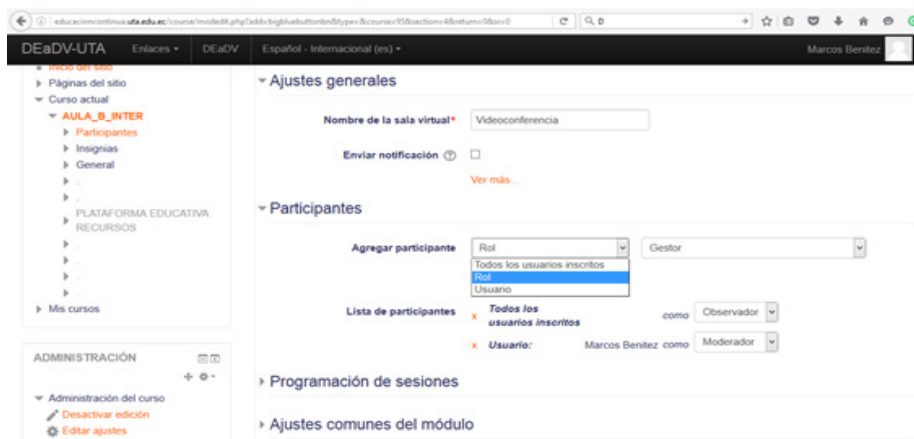 educacioncontinua.uta.edu.ec/course/modedit.php?add=bigbluebuttonbn&type=&course=95&section=4&return=0&sr=0
DEaDV-UTA Enlaces DEaDV Español - Internacional (es) Marcos Benitez
Inicio del sitio
Páginas del sitio
Curso actual
AULA_B_INTER
Participantes
Insignias
General
.
.
PLATAFORMA EDUCATIVA
RECURSOS
.
.
.
.
Mis cursos
ADMINISTRACIÓN
Administración del curso
Desactivar edición
Editar ajustes
Ajustes generales
Nombre de la sala virtual* Videoconferencia
Enviar notificación
Ver más...
Participantes
Agregar participante Rol Gestor
Todos los usuarios inscritos
Rol
Usuario
Lista de participantes x Todos los usuarios inscritos como Observador
x Usuario: Marcos Benitez como Moderador
Programación de sesiones
Ajustes comunes del módulo